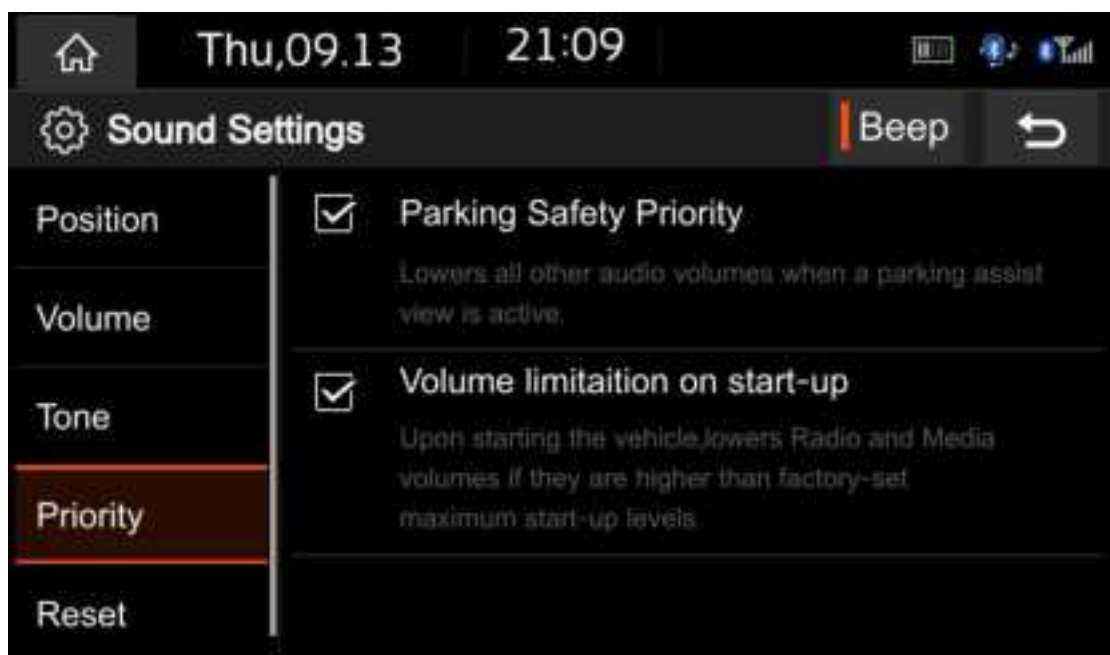 Thu,09.13 21:09
Sound Settings Beep
Position
Volume
Tone
Priority
Reset
Parking Safety Priority
Lowers all other audio volumes when a parking assist
view is active.
Volume limitaition on start-up
Upon starting the vehicle,lowers Radio and Media
volumes if they are higher than factory-set
maximum start-up levels.